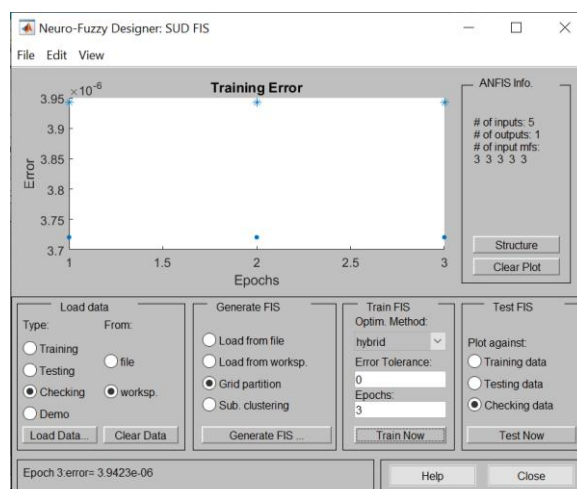 Neuro-Fuzzy Designer: SUD FIS
File Edit View
×10^-6
Training Error
3.95
3.9
3.85
3.8
3.75
3.7
Error
1 1.5 2 2.5 3
Epochs
ANFIS Info.
# of inputs: 5
# of outputs: 1
# of input mfs:
3 3 3 3 3
Structure
Clear Plot
Load data
Type: From:
Training
Testing
file
Checking
worksp.
Demo
Load Data... Clear Data
Generate FIS
Load from file
Load from worksp.
Grid partition
Sub. clustering
Generate FIS ...
Train FIS
Optim. Method:
hybrid
Error Tolerance:
0
Epochs:
3
Train Now
Test FIS
Plot against:
Training data
Testing data
Checking data
Test Now
Epoch 3:error= 3.9423e-06
Help
Close